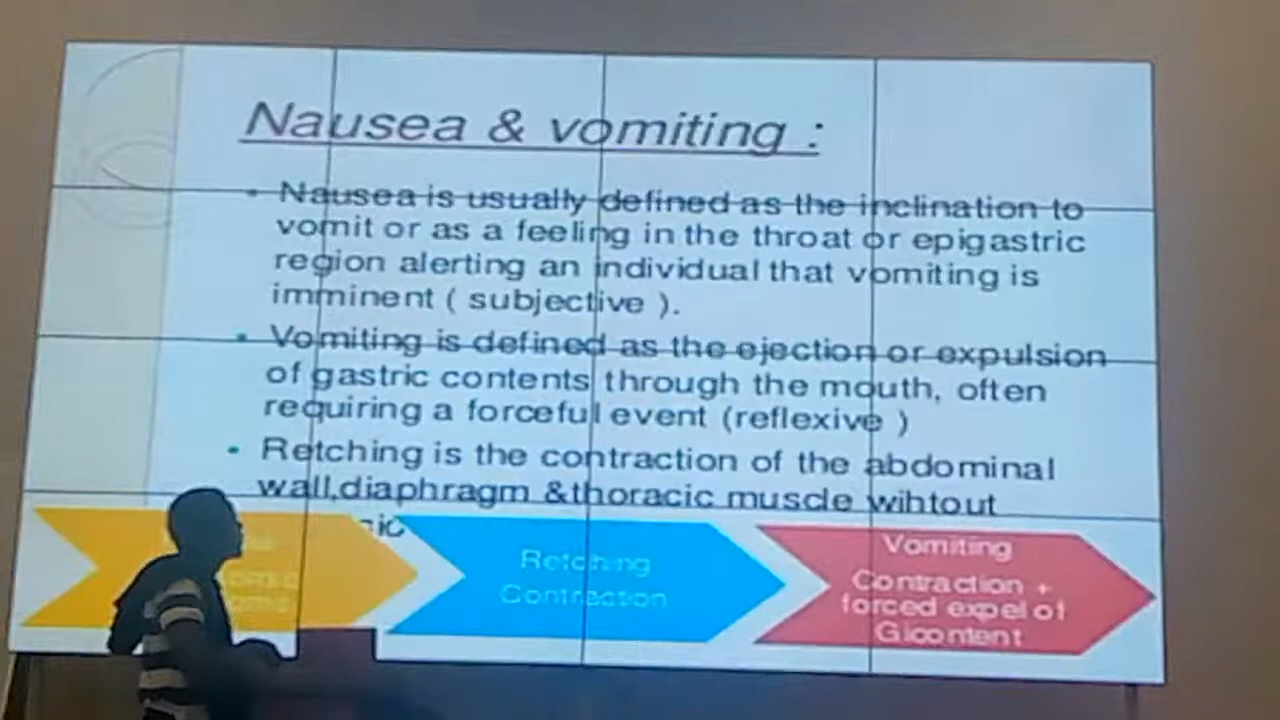 Nausea & vomiting :
• Nausea is usually defined as the inclination to
vomit or as a feeling in the throat or epigastric
region alerting an individual that vomiting is
imminent ( subjective ).
• Vomiting is defined as the ejection or expulsion
of gastric contents through the mouth, often
requiring a forceful event (reflexive )
• Retching is the contraction of the abdominal
wall,diaphragm &thoracic muscle wihtout
Retching
Contraction
Vomiting
Contraction +
forced expel of
GIcontent